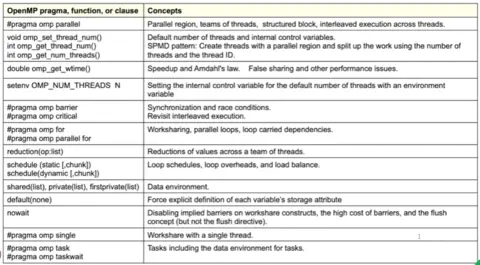 OpenMP pragma, function, or clause
Concepts
#pragma omp parallel
Parallel region, teams of threads, structured block, interleaved execution across threads.
void omp_set_thread_num()
int omp_get_thread_num()
int omp_get_num_threads()
Default number of threads and internal control variables.
SPMD pattern: Create threads with a parallel region and split up the work using the number
of threads and the thread ID.
double omp_get_wtime()
Speedup and Amdahl's law. False sharing and other performance issues.
setenv OMP_NUM_THREADS N
Setting the internal control variable for the default number of threads with an environment
variable
#pragma omp barrier
#pragma omp critical
Synchronization and race conditions.
Revisit interleaved execution.
#pragma omp for
#pragma omp parallel for
Worksharing, parallel loops, loop carried dependencies.
reduction(op:list)
Reductions of values across a team of threads.
schedule (static [,chunk])
schedule(dynamic [,chunk])
Loop schedules, loop overheads, and load balance.
shared(list), private(list), firstprivate(list)
Data environment.
default(none)
Force explicit definition of each variable's storage attribute
nowait
Disabling implied barriers on workshare constructs, the high cost of barriers, and the flush
concept (but not the flush directive).
#pragma omp single
Workshare with a single thread.
#pragma omp task
#pragma omp taskwait
Tasks including the data environment for tasks.